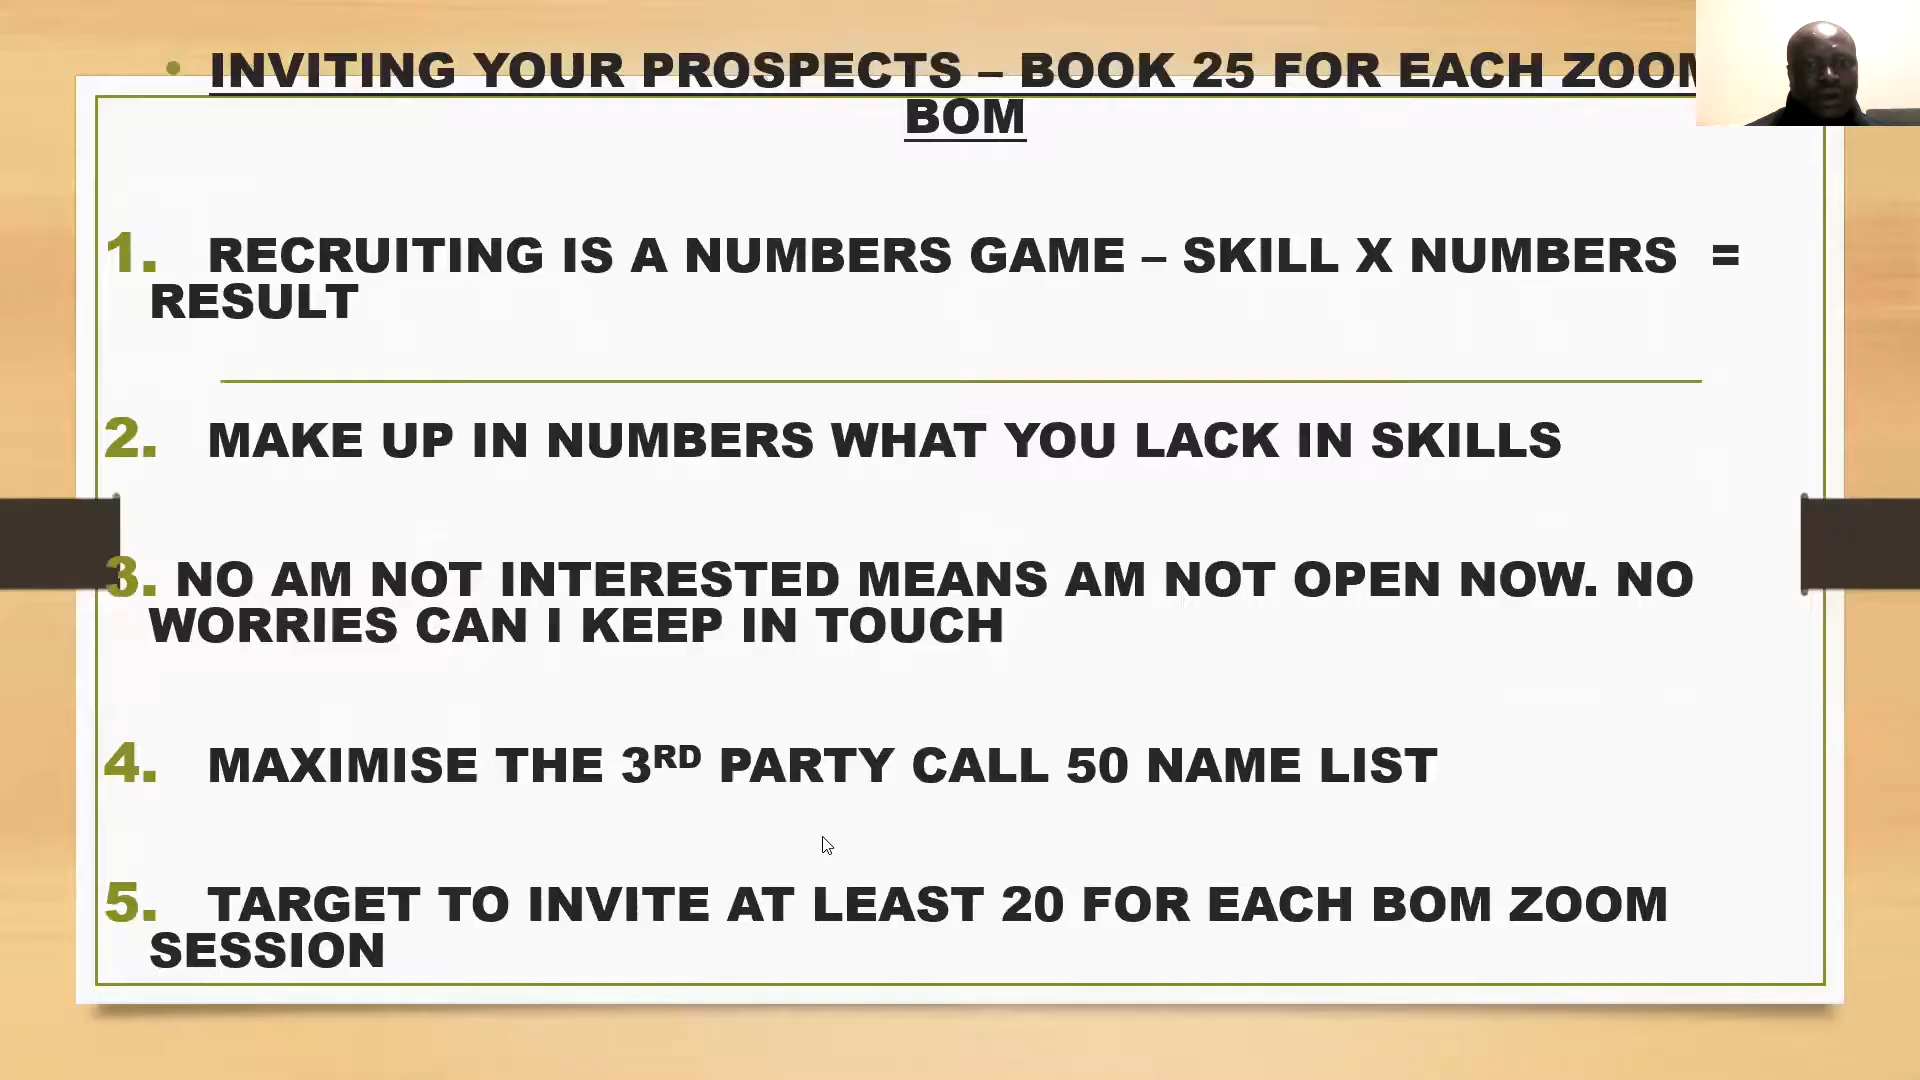 • INVITING YOUR PROSPECTS – BOOK 25 FOR EACH ZOOM
BOM
1. RECRUITING IS A NUMBERS GAME – SKILL X NUMBERS =
RESULT
2. MAKE UP IN NUMBERS WHAT YOU LACK IN SKILLS
3. NO AM NOT INTERESTED MEANS AM NOT OPEN NOW. NO
WORRIES CAN I KEEP IN TOUCH
4. MAXIMISE THE 3RD PARTY CALL 50 NAME LIST
5. TARGET TO INVITE AT LEAST 20 FOR EACH BOM ZOOM
SESSION